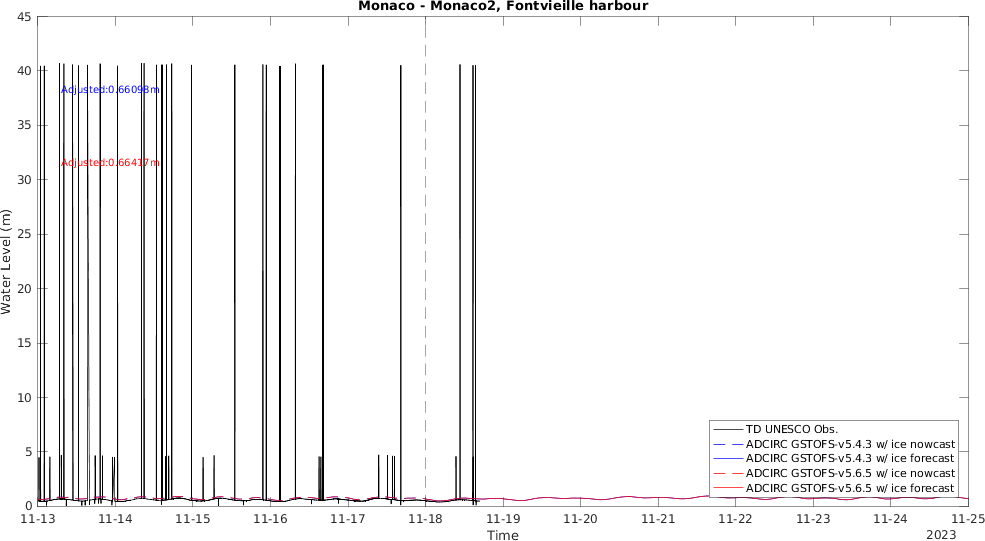 Monaco - Monaco2, Fontvieille harbour
45
40
35
30
25
20
15
10
5
0
Water Level (m)
Adjusted:0.66098m
Adjusted:0.66417m
TD UNESCO Obs.
ADCIRC GSTOFS-v5.4.3 w/ ice nowcast
ADCIRC GSTOFS-v5.4.3 w/ ice forecast
ADCIRC GSTOFS-v5.6.5 w/ ice nowcast
ADCIRC GSTOFS-v5.6.5 w/ ice forecast
11-13 11-14 11-15 11-16 11-17 11-18 11-19 11-20 11-21 11-22 11-23 11-24 11-25
Time
2023